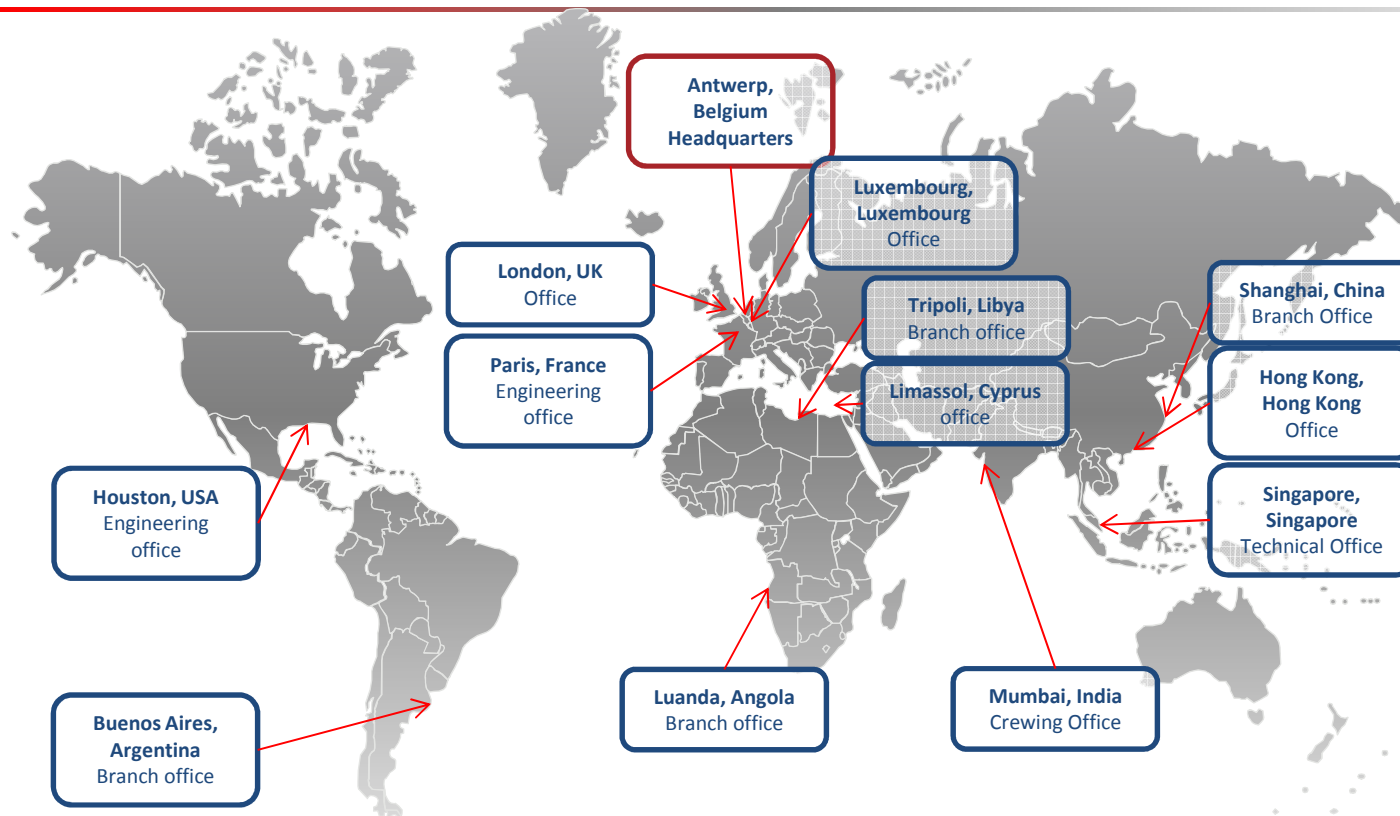 Antwerp,
Belgium
Headquarters
Luxembourg,
Luxembourg
Office
London, UK
Office
Tripoli, Libya
Branch office
Shanghai, China
Branch Office
Paris, France
Engineering
office
Limassol, Cyprus
office
Hong Kong,
Hong Kong
Office
Houston, USA
Engineering
office
Singapore,
Singapore
Technical Office
Luanda, Angola
Branch office
Mumbai, India
Crewing Office
Buenos Aires,
Argentina
Branch office